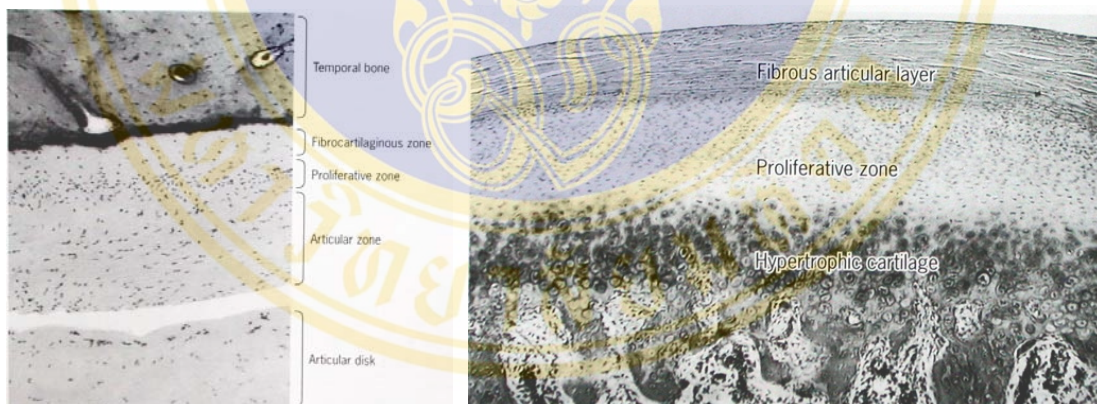 Temporal bone
Fibrocartilaginous zone
Proliferative zone
Articular zone
Articular disk
Fibrous articular layer
Proliferative zone
Hypertrophic cartilage